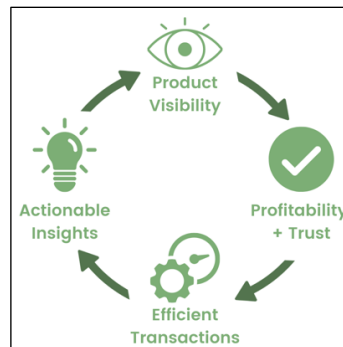 Product
Visibility
Profitability
+ Trust
Efficient
Transactions
Actionable
Insights